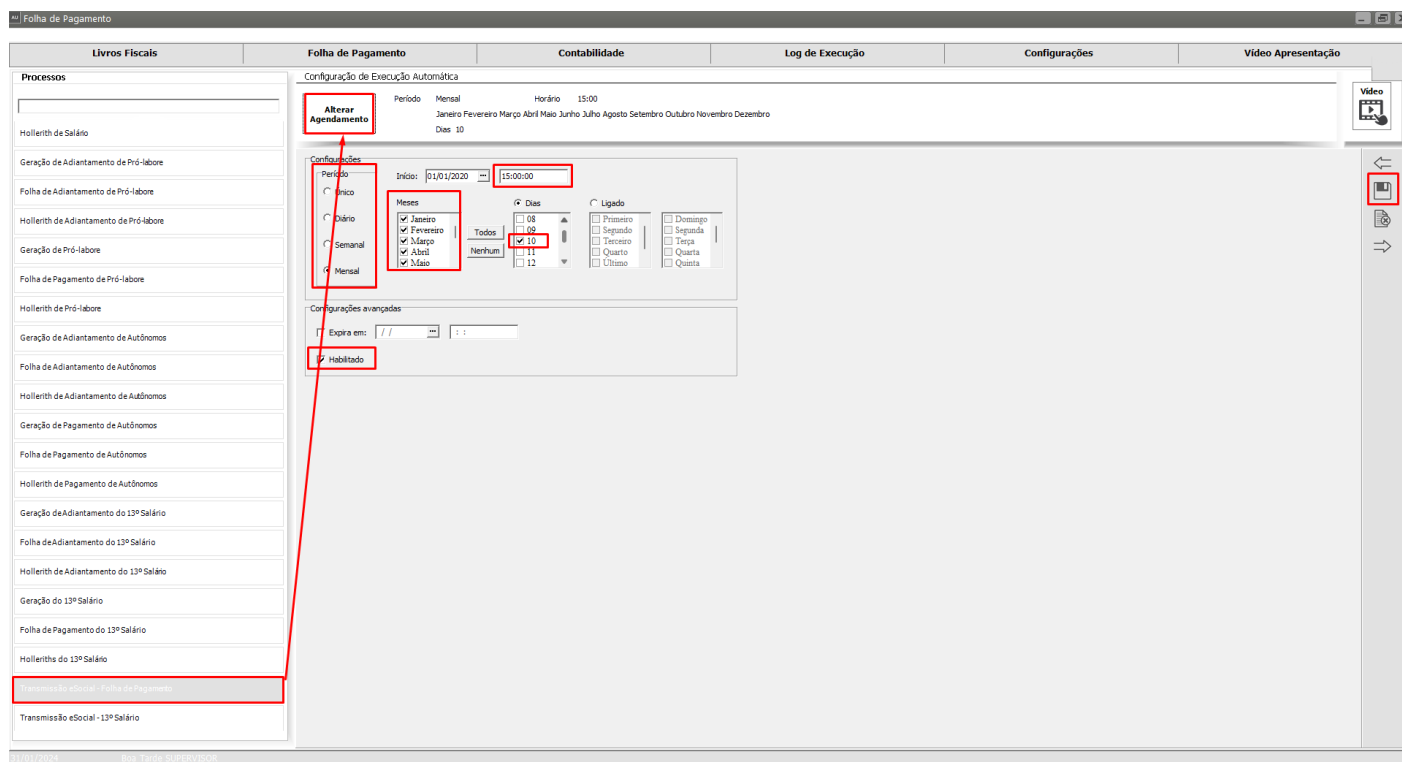 AU Folha de Pagamento
Livros Fiscais Folha de Pagamento Contabilidade Log de Execução Configurações Vídeo Apresentação
Processos
Hollerith de Salário
Geração de Adiantamento de Pró-labore
Folha de Adiantamento de Pró-labore
Hollerith de Adiantamento de Pró-labore
Geração de Pró-labore
Folha de Pagamento de Pró-labore
Hollerith de Pró-labore
Geração de Adiantamento de Autônomos
Folha de Adiantamento de Autônomos
Hollerith de Adiantamento de Autônomos
Geração de Pagamento de Autônomos
Folha de Pagamento de Autônomos
Hollerith de Pagamento de Autônomos
Geração de Adiantamento do 13º Salário
Folha de Adiantamento do 13º Salário
Hollerith de Adiantamento do 13º Salário
Geração do 13º Salário
Folha de Pagamento do 13º Salário
Holleriths do 13º Salário
Transmissão eSocial - Folha de Pagamento
Transmissão eSocial - 13º Salário
Configuração de Execução Automática
Alterar
Agendamento
Período Mensal Horário 15:00
Janeiro Fevereiro Março Abril Maio Junho Julho Agosto Setembro Outubro Novembro Dezembro
Dias 10
Vídeo
Configurações
Período
Único
Diário
Semanal
Mensal
Início: 01/01/2020 ... 15:00:00
Meses
Janeiro
Fevereiro
Março
Abril
Maio
Todos
Nenhum
Dias
08
09
10
11
12
Ligado
Primeiro
Segundo
Terceiro
Quarto
Último
Domingo
Segunda
Terça
Quarta
Quinta
Configurações avançadas
Expira em: / / ... : :
Habilitado
31/01/2024 Boa Tarde SUPERVISOR